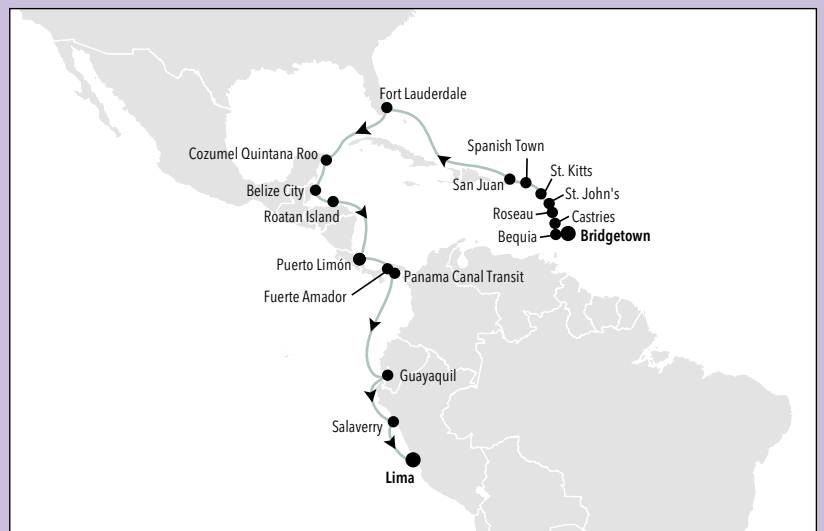 Fort Lauderdale
Spanish Town
Cozumel Quintana Roo
St. Kitts
San Juan
Belize City
St. John's
Roseau
Roatan Island
Castries
Bequia
Bridgetown
Puerto Limón
Panama Canal Transit
Fuerte Amador
Guayaquil
Salaverry
Lima